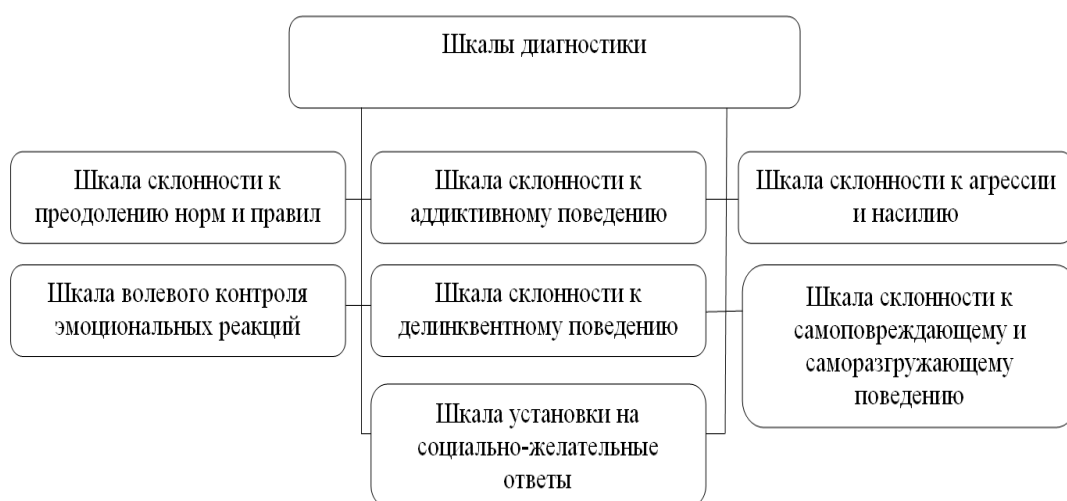 Шкалы диагностики
Шкала склонности к
преодолению норм и правил
Шкала склонности к
аддиктивному поведению
Шкала склонности к агрессии
и насилию
Шкала волевого контроля
эмоциональных реакций
Шкала склонности к
делинквентному поведению
Шкала склонности к
самоповреждающему и
саморазгружающему
поведению
Шкала установки на
социально-желательные
ответы